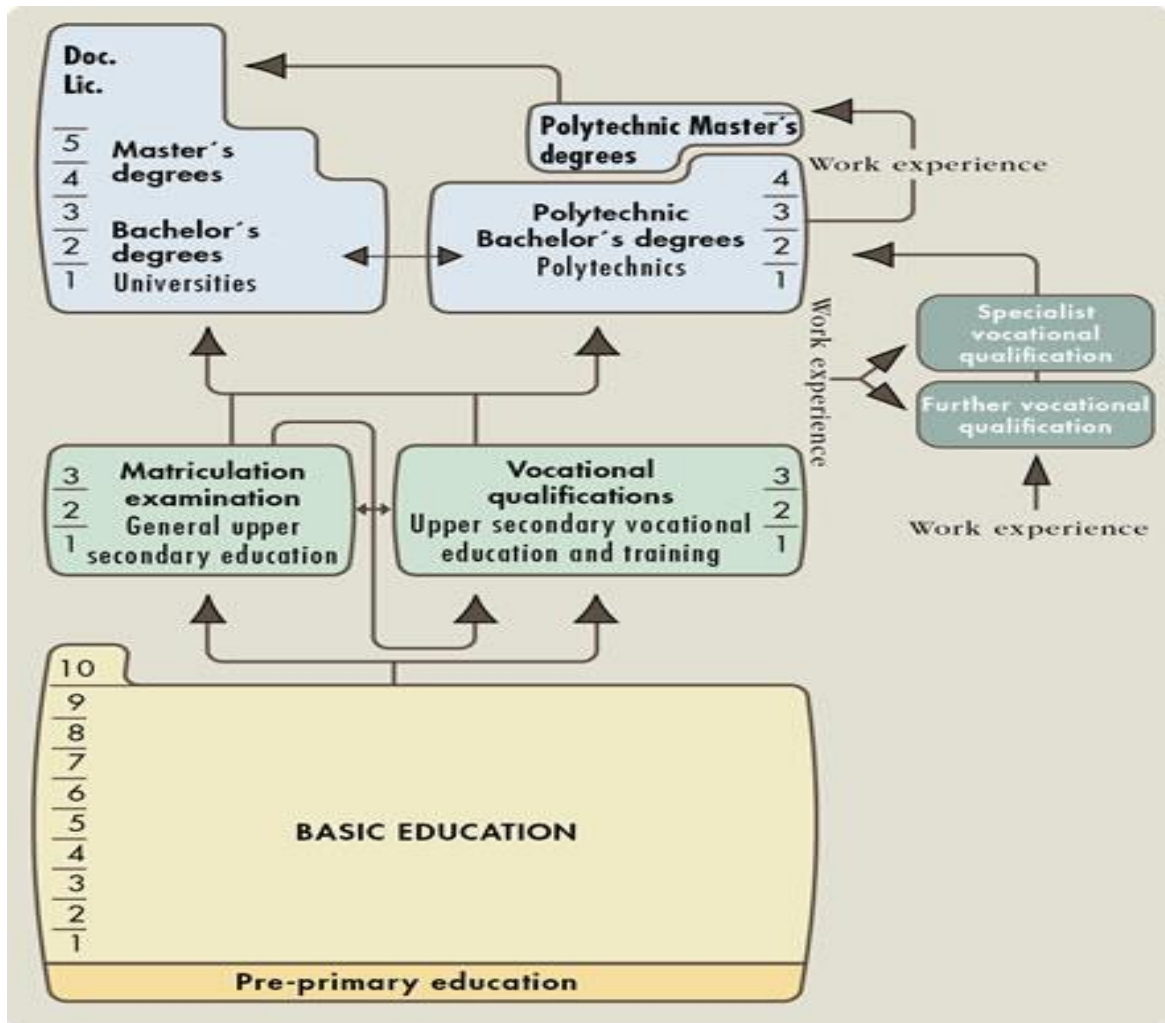 Doc.
Lic.
5
4
3
2
1
Master´s
degrees
Bachelor´s
degrees
Universities
Polytechnic Master´s
degrees
Work experience
Polytechnic
Bachelor´s degrees
Polytechnics
4
3
2
1
Work experience
Specialist
vocational
qualification
Further vocational
qualification
Work experience
3
2
1
Matriculation
examination
General upper
secondary education
Vocational
qualifications
Upper secondary vocational
education and training
3
2
1
10
9
8
7
6
5
4
3
2
1
BASIC EDUCATION
Pre-primary education